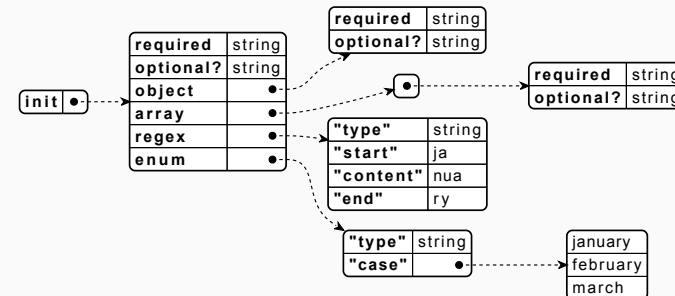 init
required string
optional? string
object
array
regex
enum
required string
optional? string
required string
optional? string
"type" string
"start" ja
"content" nua
"end" ry
"type" string
"case"
january
february
march